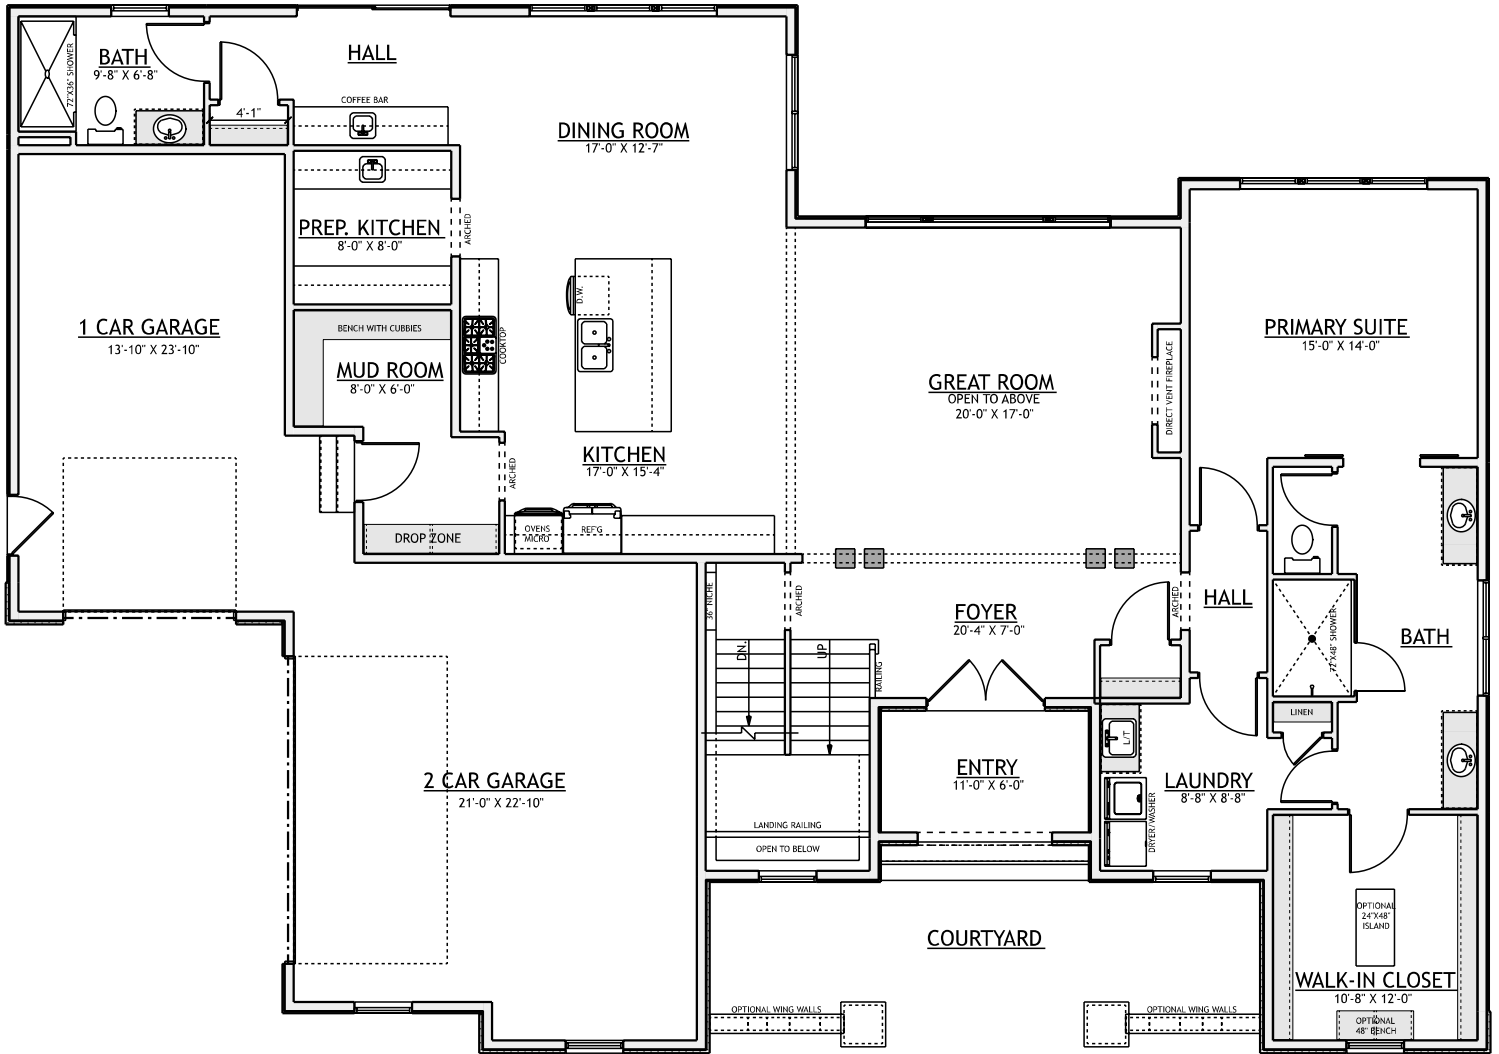 BATH
9'-8" X 6'-8"
72"X36" SHOWER
4'-1"
HALL
COFFEE BAR
DINING ROOM
17'-0" X 12'-7"
PREP. KITCHEN
8'-0" X 8'-0"
ARCHED
1 CAR GARAGE
13'-10" X 23'-10"
BENCH WITH CUBBIES
MUD ROOM
8'-0" X 6'-0"
COOKTOP
D.W.
KITCHEN
17'-0" X 15'-4"
ARCHED
DROP ZONE
OVENS
MICRO
REF'G
GREAT ROOM
OPEN TO ABOVE
20'-0" X 17'-0"
DIRECT VENT FIREPLACE
PRIMARY SUITE
15'-0" X 14'-0"
36" NICHE
ARCHED
FOYER
20'-4" X 7'-0"
ARCHED
HALL
72"X48" SHOWER
BATH
DN.
UP
RAILING
LINEN
L/T
2 CAR GARAGE
21'-0" X 22'-10"
ENTRY
11'-0" X 6'-0"
LAUNDRY
8'-8" X 8'-8"
DRYER/WASHER
LANDING RAILING
OPEN TO BELOW
COURTYARD
OPTIONAL
24"X48"
ISLAND
WALK-IN CLOSET
10'-8" X 12'-0"
OPTIONAL WING WALLS
OPTIONAL WING WALLS
OPTIONAL
48" BENCH